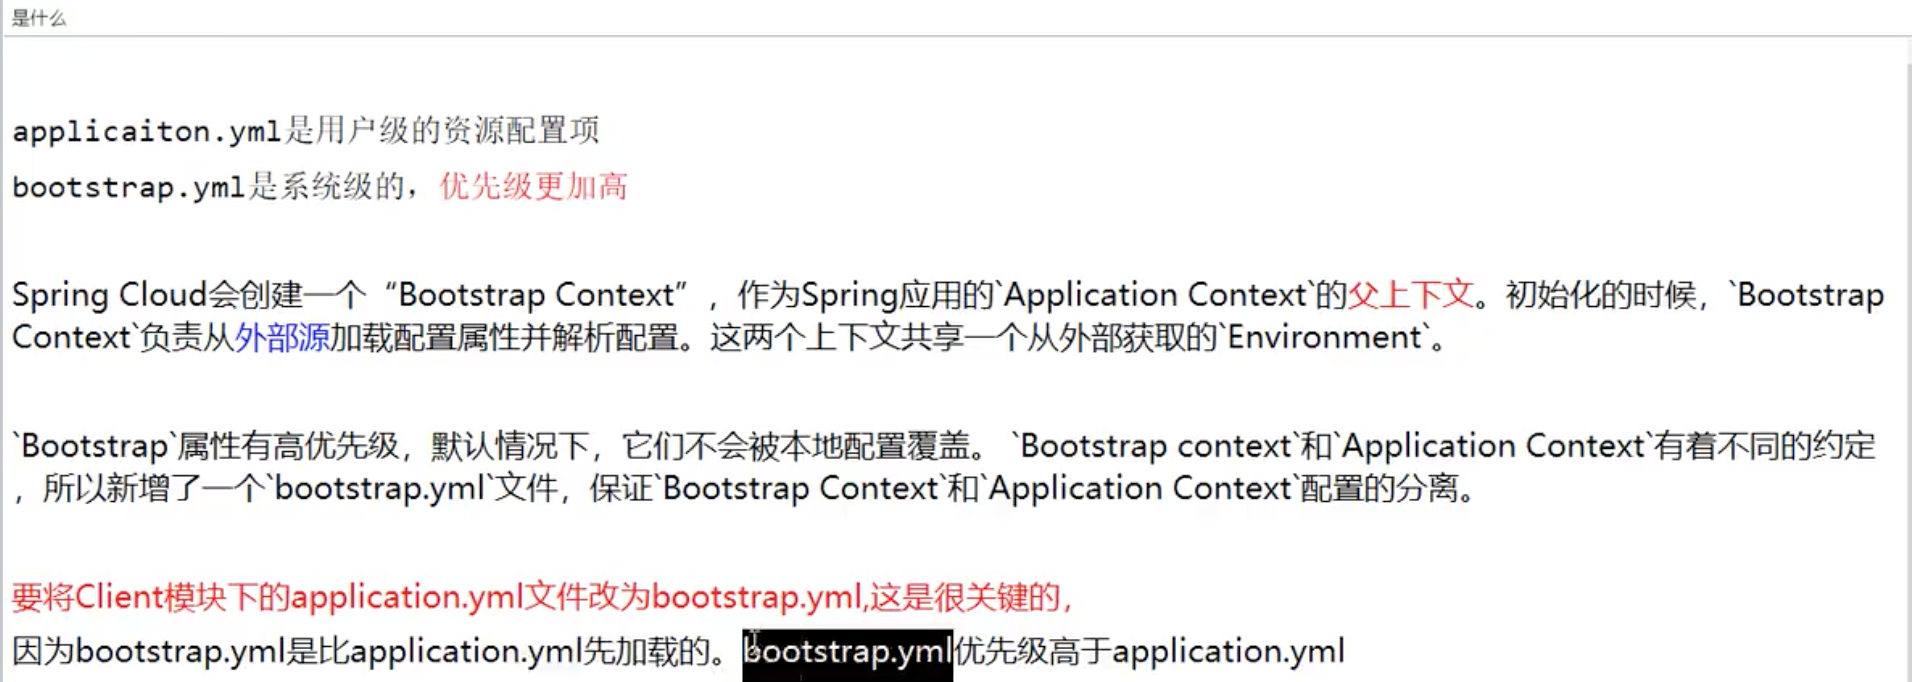 是什么
applicaiton.yml是用户级的资源配置项
bootstrap.yml是系统级的，优先级更加高
Spring Cloud会创建一个“Bootstrap Context”，作为Spring应用的`Application Context`的父上下文。初始化的时候，`Bootstrap
Context`负责从外部源加载配置属性并解析配置。这两个上下文共享一个从外部获取的`Environment`。
`Bootstrap`属性有高优先级，默认情况下，它们不会被本地配置覆盖。 `Bootstrap context`和`Application Context`有着不同的约定
，所以新增了一个`bootstrap.yml`文件，保证`Bootstrap Context`和`Application Context`配置的分离。
要将Client模块下的application.yml文件改为bootstrap.yml,这是很关键的，
因为bootstrap.yml是比application.yml先加载的。bootstrap.yml优先级高于application.yml